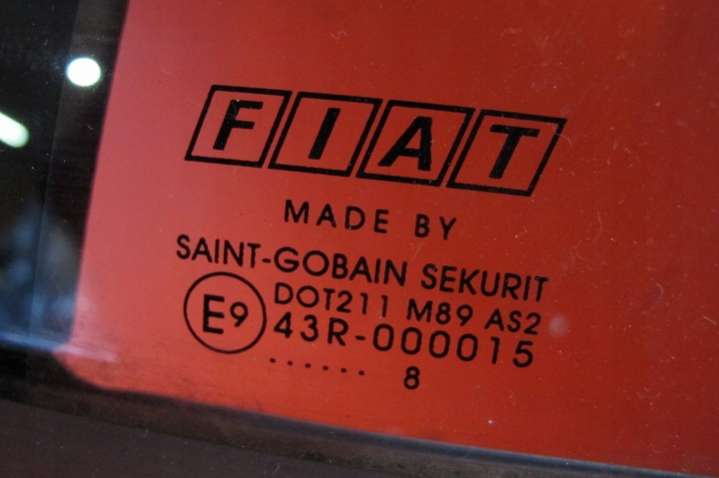 FIAT
MADE BY
SAINT-GOBAIN SEKURIT
DOT211 M89 AS2
E9 43R-000015
...... 8